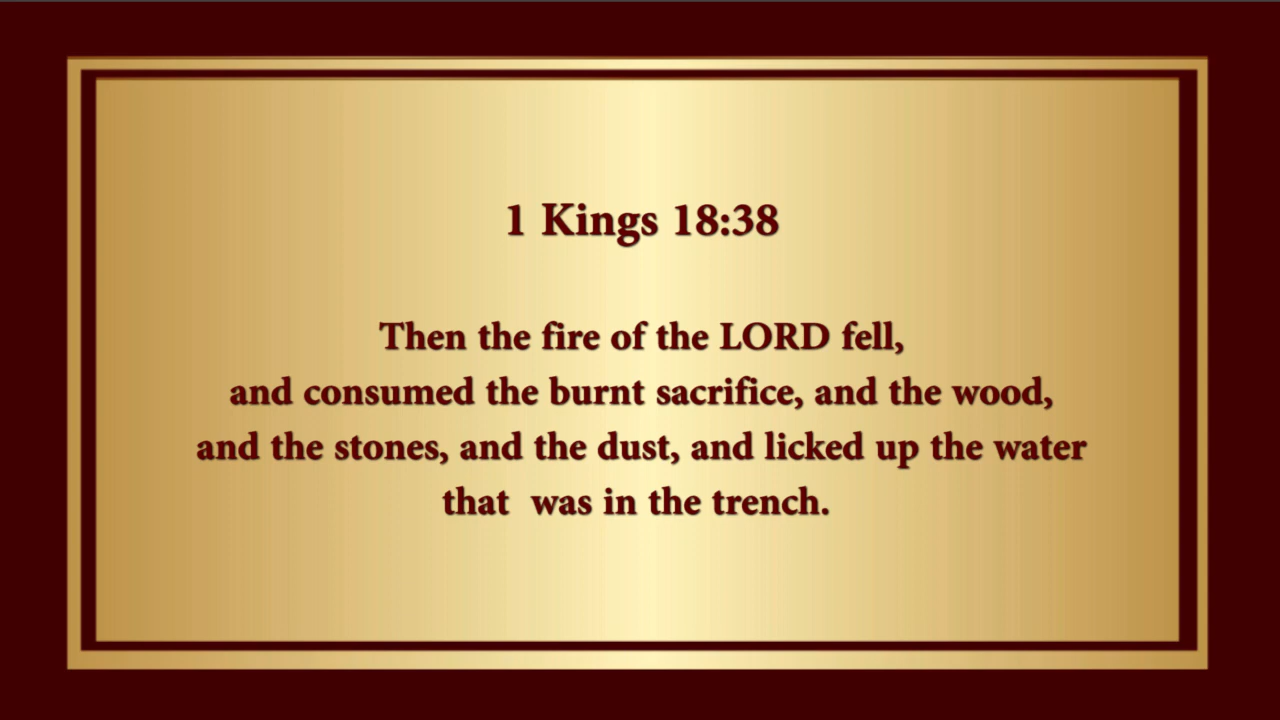 1 Kings 18:38
Then the fire of the LORD fell,
and consumed the burnt sacrifice, and the wood,
and the stones, and the dust, and licked up the water
that  was in the trench.